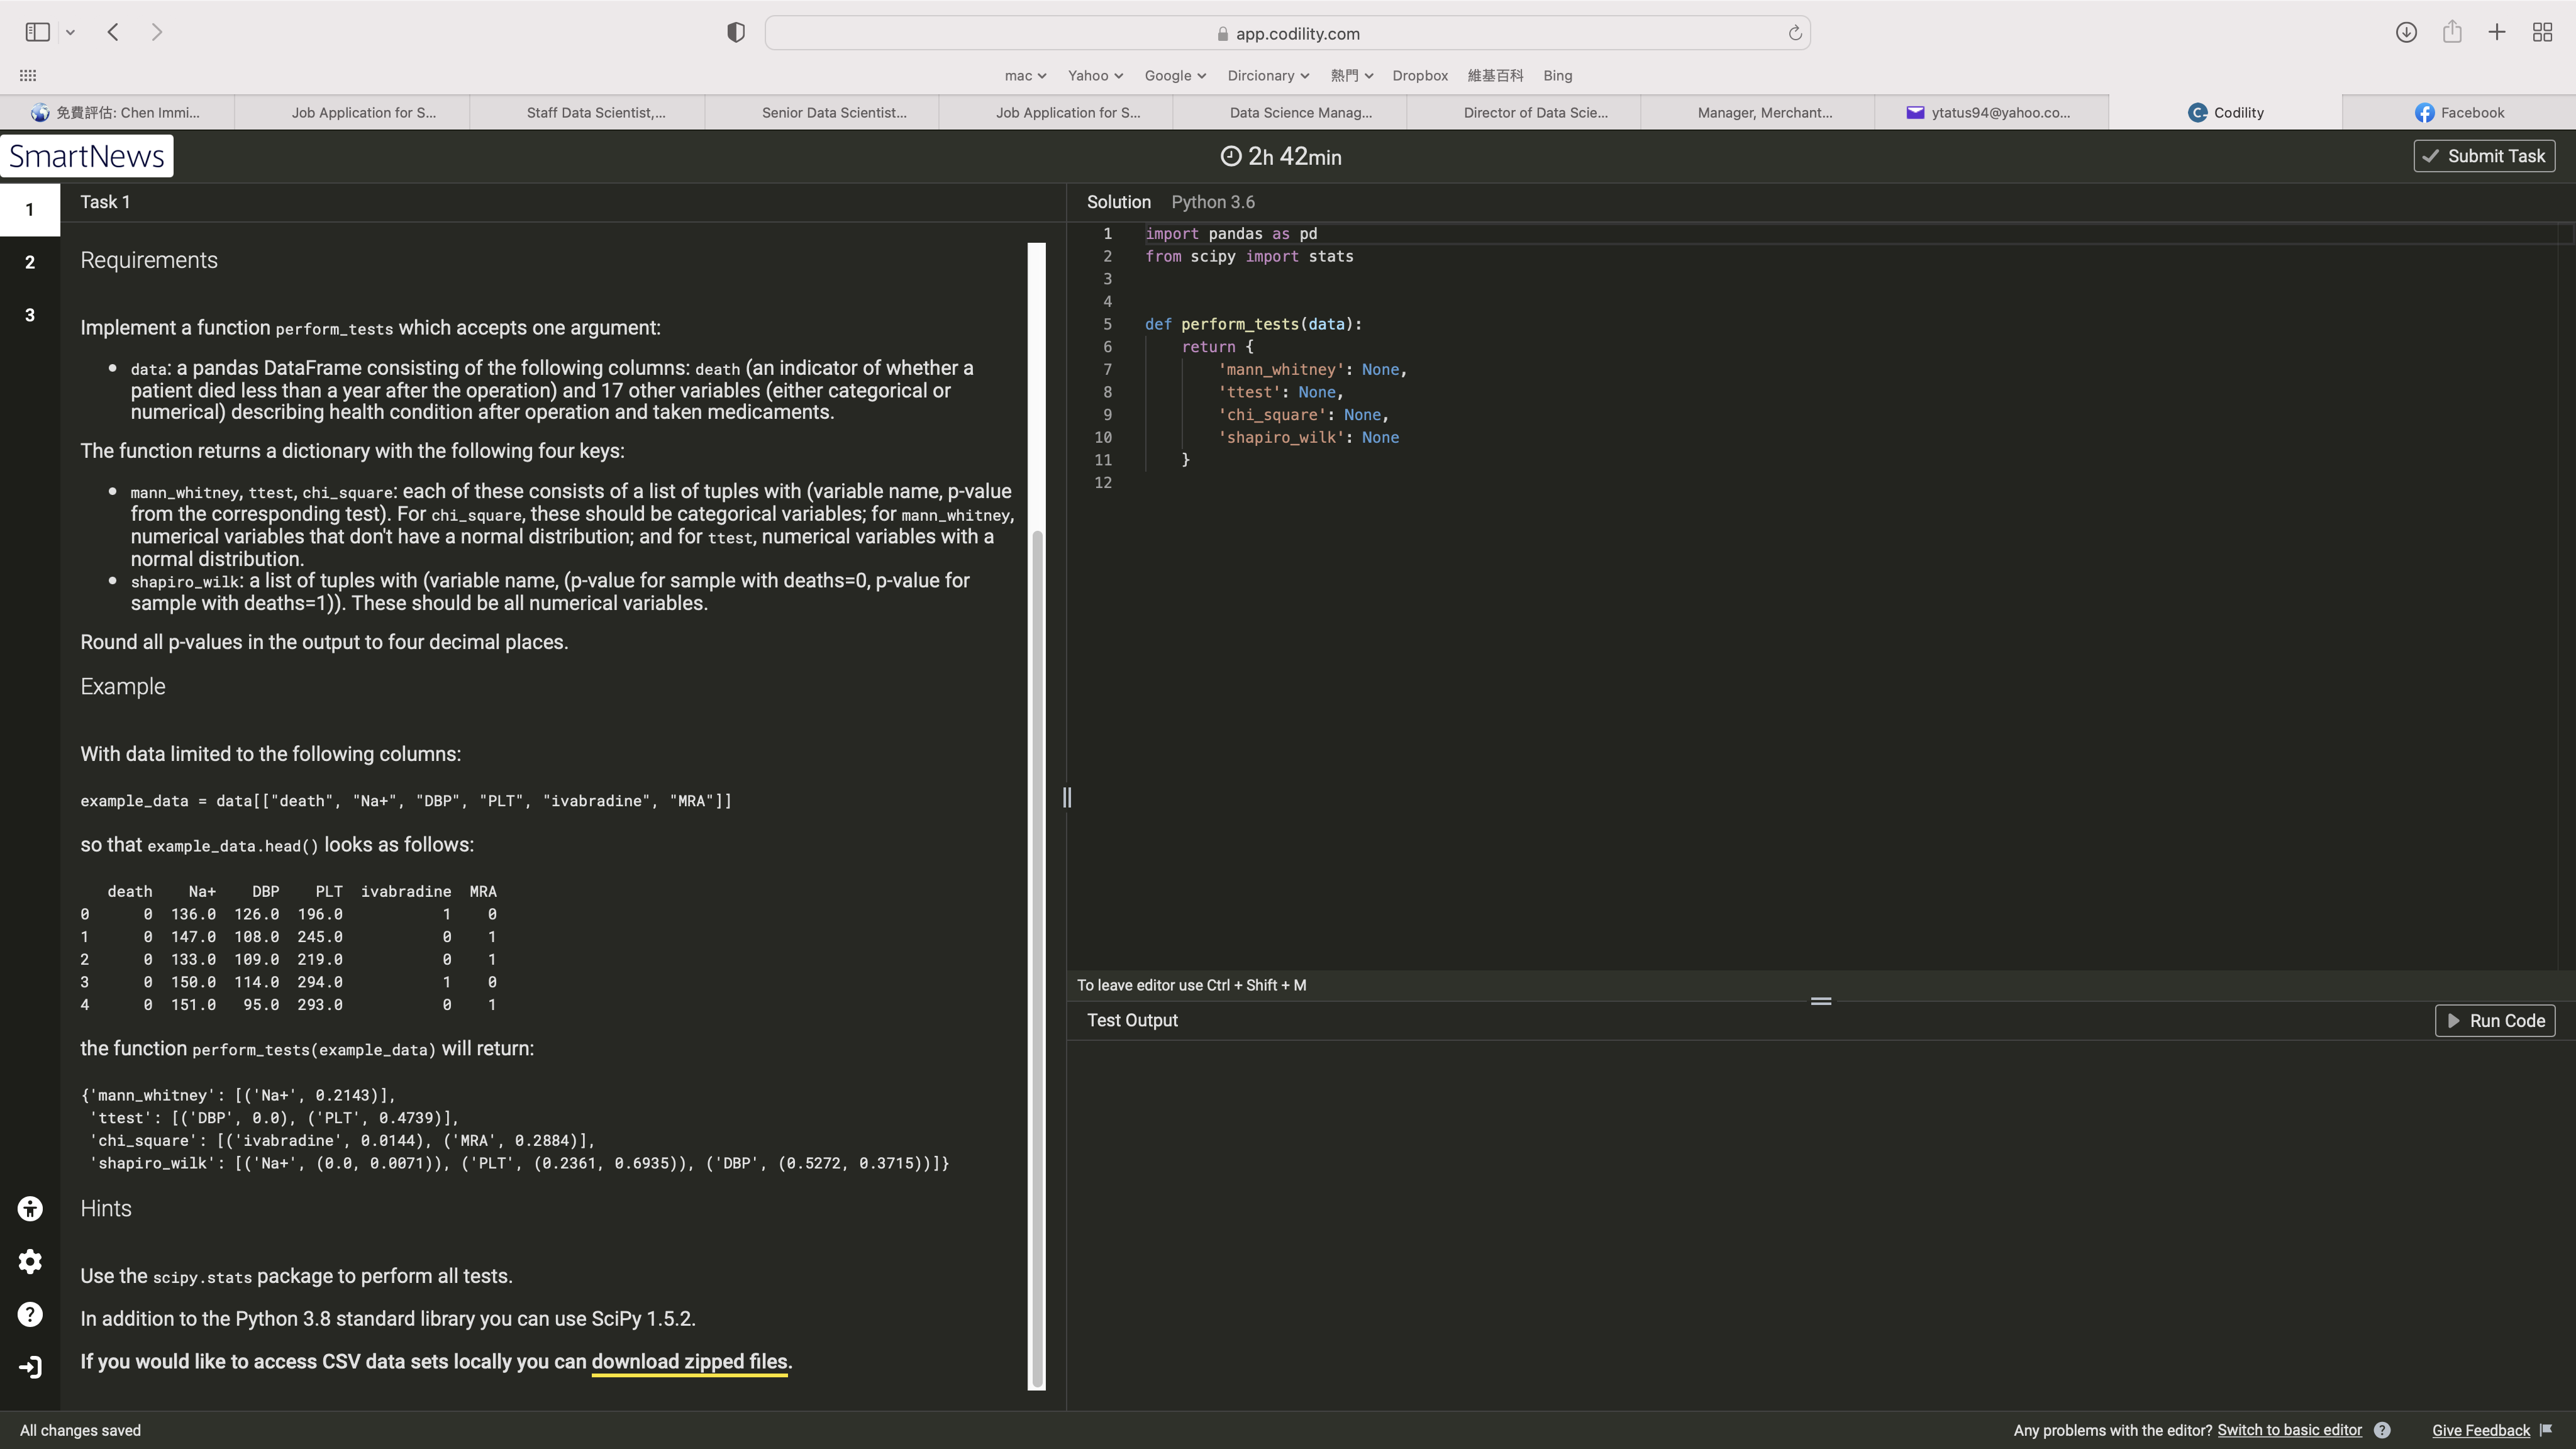 app.codility.com
mac Yahoo Google Dircionary 熱門 Dropbox 維基百科 Bing
免費評估: Chen Immi... Job Application for S... Staff Data Scientist,... Senior Data Scientist... Job Application for S... Data Science Manag... Director of Data Scie... Manager, Merchant... ytatus94@yahoo.co... Codility Facebook
SmartNews
2h 42min
Submit Task
1
2
3
Task 1
Requirements
Implement a function perform_tests which accepts one argument:
data: a pandas DataFrame consisting of the following columns: death (an indicator of whether a
patient died less than a year after the operation) and 17 other variables (either categorical or
numerical) describing health condition after operation and taken medicaments.
The function returns a dictionary with the following four keys:
mann_whitney, ttest, chi_square: each of these consists of a list of tuples with (variable name, p-value
from the corresponding test). For chi_square, these should be categorical variables; for mann_whitney,
numerical variables that don't have a normal distribution; and for ttest, numerical variables with a
normal distribution.
shapiro_wilk: a list of tuples with (variable name, (p-value for sample with deaths=0, p-value for
sample with deaths=1)). These should be all numerical variables.
Round all p-values in the output to four decimal places.
Example
With data limited to the following columns:
example_data = data[["death", "Na+", "DBP", "PLT", "ivabradine", "MRA"]]
so that example_data.head() looks as follows:
death Na+ DBP PLT ivabradine MRA
0 0 136.0 126.0 196.0 1 0
1 0 147.0 108.0 245.0 0 1
2 0 133.0 109.0 219.0 0 1
3 0 150.0 114.0 294.0 1 0
4 0 151.0 95.0 293.0 0 1
the function perform_tests(example_data) will return:
{'mann_whitney': [('Na+', 0.2143)],
'ttest': [('DBP', 0.0), ('PLT', 0.4739)],
'chi_square': [('ivabradine', 0.0144), ('MRA', 0.2884)],
'shapiro_wilk': [('Na+', (0.0, 0.0071)), ('PLT', (0.2361, 0.6935)), ('DBP', (0.5272, 0.3715))]}
Hints
Use the scipy.stats package to perform all tests.
In addition to the Python 3.8 standard library you can use SciPy 1.5.2.
If you would like to access CSV data sets locally you can download zipped files.
Solution Python 3.6
1 import pandas as pd
2 from scipy import stats
3
4
5 def perform_tests(data):
6 return {
7 'mann_whitney': None,
8 'ttest': None,
9 'chi_square': None,
10 'shapiro_wilk': None
11 }
12
To leave editor use Ctrl + Shift + M
Test Output
Run Code
All changes saved
Any problems with the editor? Switch to basic editor ? Give Feedback